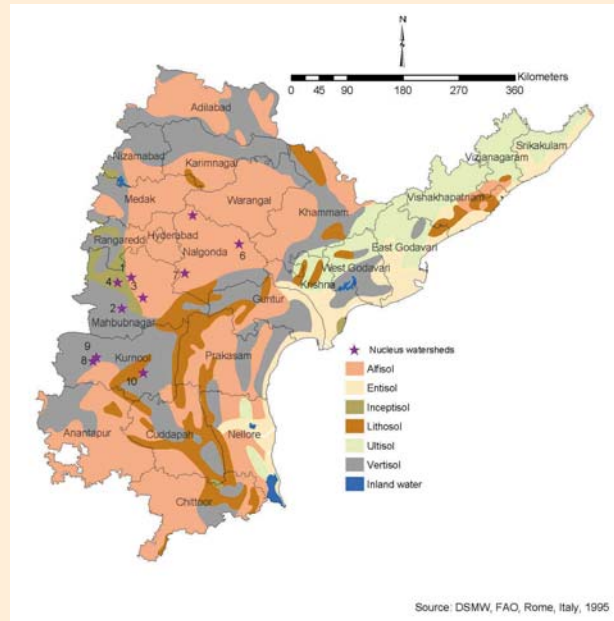 N
Kilometers
0 45 90 180 270 360
Adilabad
Srikakulam
Vizianagaram
Nizamabad
Karimnagar
Vishakhapatnam
Medak
Warangal
Khammam
Hyderabad
Rangareddi
East Godavari
Nalgonda
6
West Godavari
1
7
4 3
Krishna
Guntur
2
Mahbubnagar
9
8
Kurnool
Prakasam
10
Anantapur
Cuddapah
Nellore
Chittoor
Nucleus watersheds
Alfisol
Entisol
Inceptisol
Lithosol
Ultisol
Vertisol
Inland water
Source: DSMW, FAO, Rome, Italy, 1995